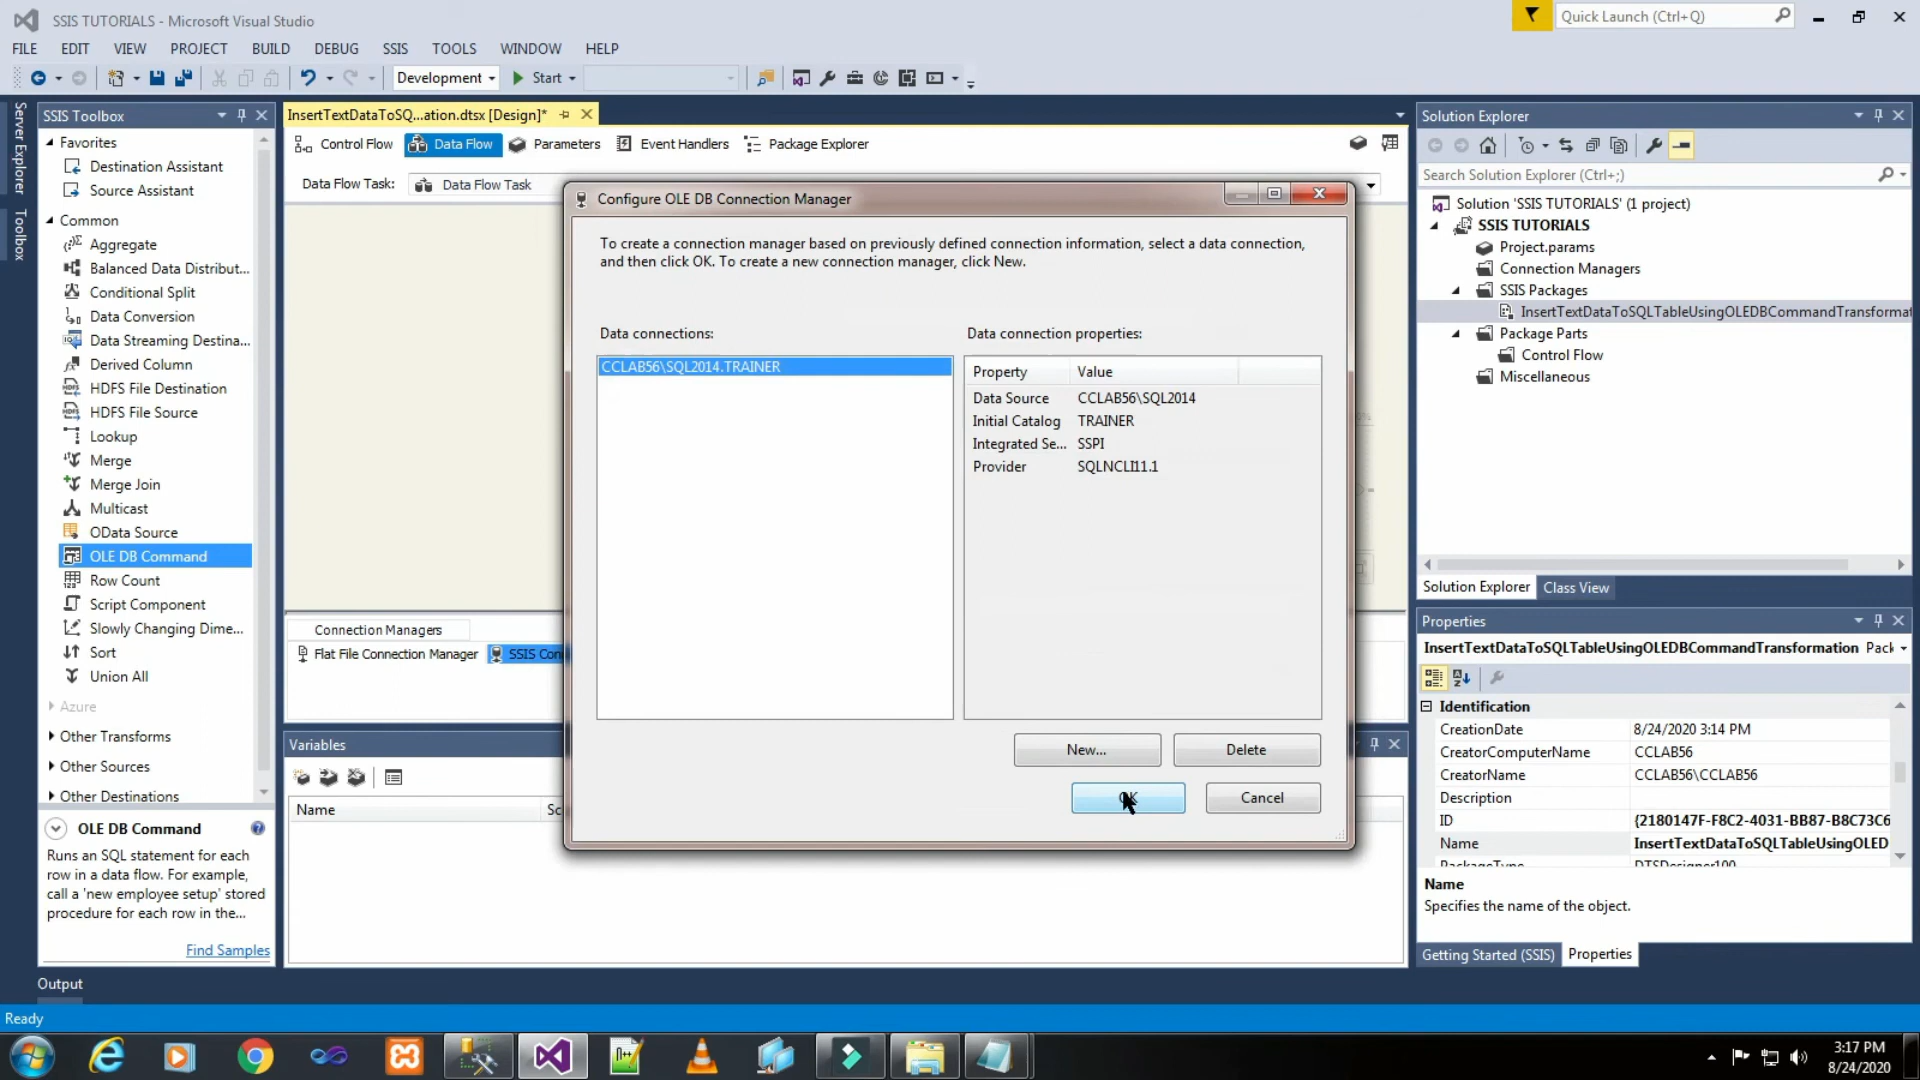 SSIS TUTORIALS - Microsoft Visual Studio
Quick Launch (Ctrl+Q)
FILE EDIT VIEW PROJECT BUILD DEBUG SSIS TOOLS WINDOW HELP
Development Start
Server Explorer
Toolbox
SSIS Toolbox
Favorites
Destination Assistant
Source Assistant
Common
Aggregate
Balanced Data Distribut...
Conditional Split
Data Conversion
Data Streaming Destina...
Derived Column
HDFS File Destination
HDFS File Source
Lookup
Merge
Merge Join
Multicast
OData Source
OLE DB Command
Row Count
Script Component
Slowly Changing Dime...
Sort
Union All
Azure
Other Transforms
Other Sources
Other Destinations
OLE DB Command
Runs an SQL statement for each
row in a data flow. For example,
call a 'new employee setup' stored
procedure for each row in the...
Find Samples
InsertTextDataToSQ...ation.dtsx [Design]*
Control Flow Data Flow Parameters Event Handlers Package Explorer
Data Flow Task: Data Flow Task
Connection Managers
Flat File Connection Manager SSIS Con
Variables
Name Sc
Configure OLE DB Connection Manager
To create a connection manager based on previously defined connection information, select a data connection,
and then click OK. To create a new connection manager, click New.
Data connections:
CCLAB56\SQL2014.TRAINER
Data connection properties:
Property Value
Data Source CCLAB56\SQL2014
Initial Catalog TRAINER
Integrated Se... SSPI
Provider SQLNCLI11.1
New... Delete
OK Cancel
Solution Explorer
Search Solution Explorer (Ctrl+;)
Solution 'SSIS TUTORIALS' (1 project)
SSIS TUTORIALS
Project.params
Connection Managers
SSIS Packages
InsertTextDataToSQLTableUsingOLEDBCommandTransformat
Package Parts
Control Flow
Miscellaneous
Solution Explorer Class View
Properties
InsertTextDataToSQLTableUsingOLEDBCommandTransformation Pack
Identification
CreationDate 8/24/2020 3:14 PM
CreatorComputerName CCLAB56
CreatorName CCLAB56\CCLAB56
Description
ID {2180147F-F8C2-4031-BB87-B8C73C6
Name InsertTextDataToSQLTableUsingOLED
PackageType DTSDesigner100
Name
Specifies the name of the object.
Getting Started (SSIS) Properties
Output
Ready
3:17 PM
8/24/2020